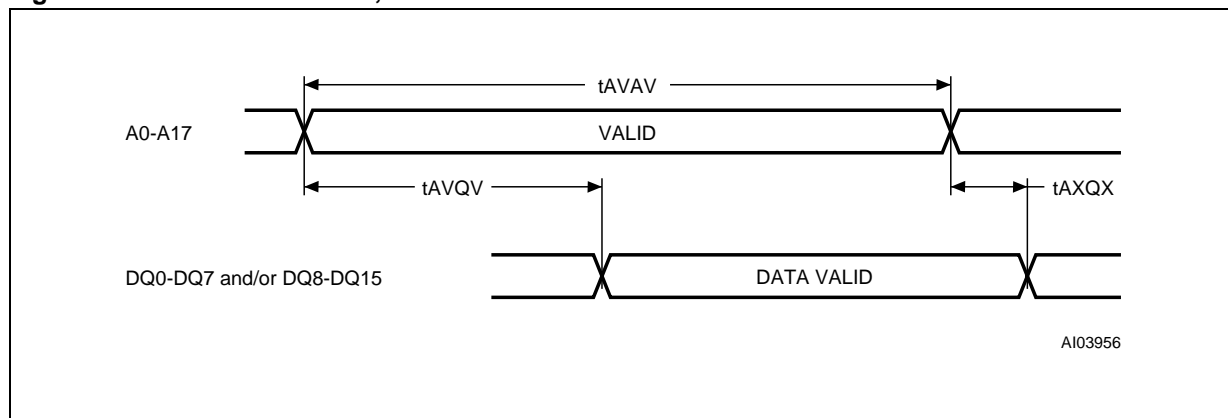 tAVAV
A0-A17 VALID
tAVQV tAXQX
DQ0-DQ7 and/or DQ8-DQ15 DATA VALID
AI03956